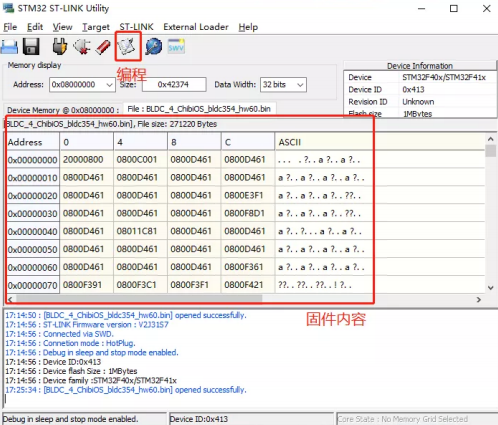 STM32 ST-LINK Utility
File Edit View Target ST-LINK External Loader Help
SWV
编程
Memory display
Address: 0x08000000 Size: 0x42374 Data Width: 32 bits
Device Information
Device STM32F40x/STM32F41x
Device ID 0x413
Revision ID Unknown
Flash size 1MBytes
Device Memory @ 0x08000000 : File : BLDC_4_ChibiOS_bldc354_hw60.bin
[BLDC_4_ChibiOS_bldc354_hw60.bin], File size: 271220 Bytes
Address 0 4 8 C ASCII
0x00000000 20000800 0800C001 0800D461 0800D461 ... . ?.. a?.. a?..
0x00000010 0800D461 0800D461 0800D461 0800D461 a?.. a?.. a?.. a?..
0x00000020 0800D461 0800D461 0800D461 0800E3F1 a?.. a?.. a?.. ??..
0x00000030 0800D461 0800D461 0800D461 0800F8D1 a?.. a?.. a?.. ??..
0x00000040 0800D461 08011C81 0800D461 0800D461 a?.. ?... a?.. a?..
0x00000050 0800D461 0800D461 0800D461 0800D461 a?.. a?.. a?.. a?..
0x00000060 0800D461 0800D461 0800D461 0800F361 a?.. a?.. a?.. a?..
0x00000070 0800F391 0800F3C1 0800F3F1 0800F421 ??.. ??.. ??.. !?..
固件内容
17:14:50 : [BLDC_4_ChibiOS_bldc354_hw60.bin] opened successfully.
17:14:56 : ST-LINK Firmware version : V2J31S7
17:14:56 : Connected via SWD.
17:14:56 : Connetion mode : HotPlug.
17:14:56 : Debug in sleep and stop mode enabled.
17:14:56 : Device ID:0x413
17:14:56 : Device flash Size : 1MBytes
17:14:56 : Device family :STM32F40x/STM32F41x
17:25:34 : [BLDC_4_ChibiOS_bldc354_hw60.bin] opened successfully.
Debug in sleep and stop mode enabled. Device ID:0x413 Core State : No Memory Grid Selected